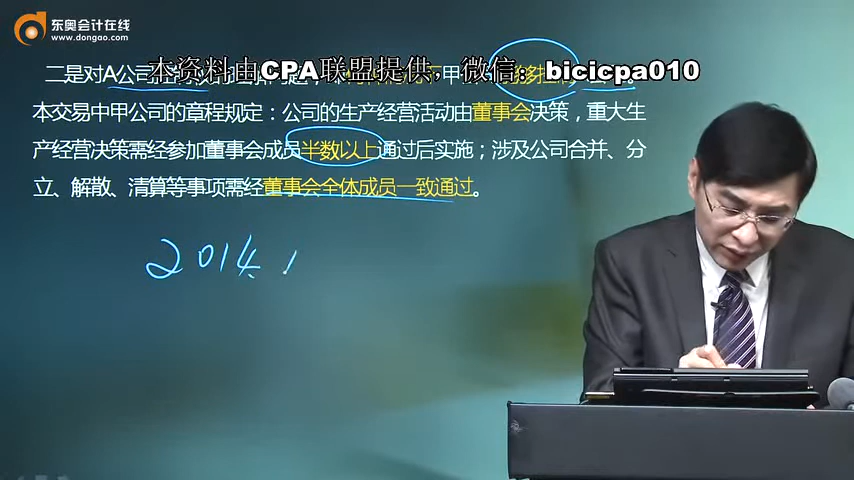 东奥会计在线
www.dongao.com
二是对A公司
本资料由CPA联盟提供，微信：bicicpa010
本交易中甲公司的章程规定：公司的生产经营活动由董事会决策，重大生
产经营决策需经参加董事会成员半数以上通过后实施；涉及公司合并、分
立、解散、清算等事项需经董事会全体成员一致通过。
2014.1